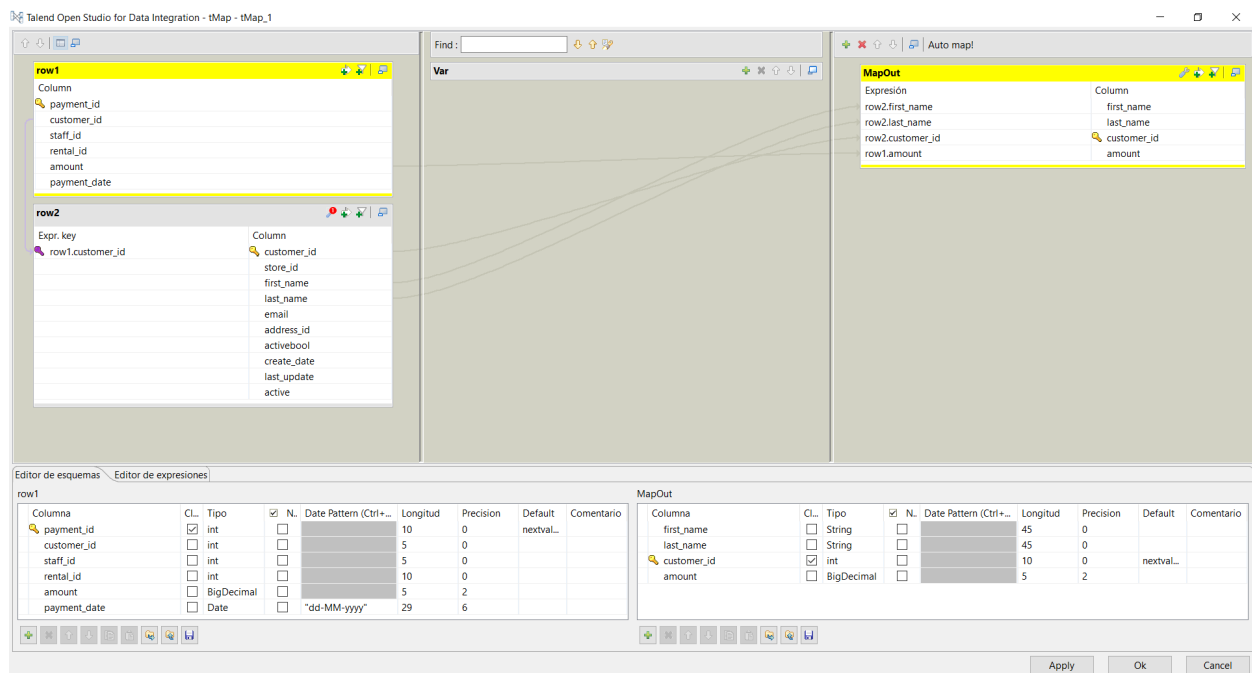 Talend Open Studio for Data Integration - tMap - tMap_1
Find :
Auto map!
row1
Column
payment_id
customer_id
staff_id
rental_id
amount
payment_date
row2
Expr. key Column
row1.customer_id customer_id
store_id
first_name
last_name
email
address_id
activebool
create_date
last_update
active
Var
MapOut
Expresión Column
row2.first_name first_name
row2.last_name last_name
row2.customer_id customer_id
row1.amount amount
Editor de esquemas Editor de expresiones
row1
Columna Cl... Tipo N.. Date Pattern (Ctrl+... Longitud Precision Default Comentario
payment_id int 10 0 nextval...
customer_id int 5 0
staff_id int 5 0
rental_id int 10 0
amount BigDecimal 5 2
payment_date Date "dd-MM-yyyy" 29 6
MapOut
Columna Cl... Tipo N.. Date Pattern (Ctrl+... Longitud Precision Default Comentario
first_name String 45 0
last_name String 45 0
customer_id int 10 0 nextval...
amount BigDecimal 5 2
Apply Ok Cancel